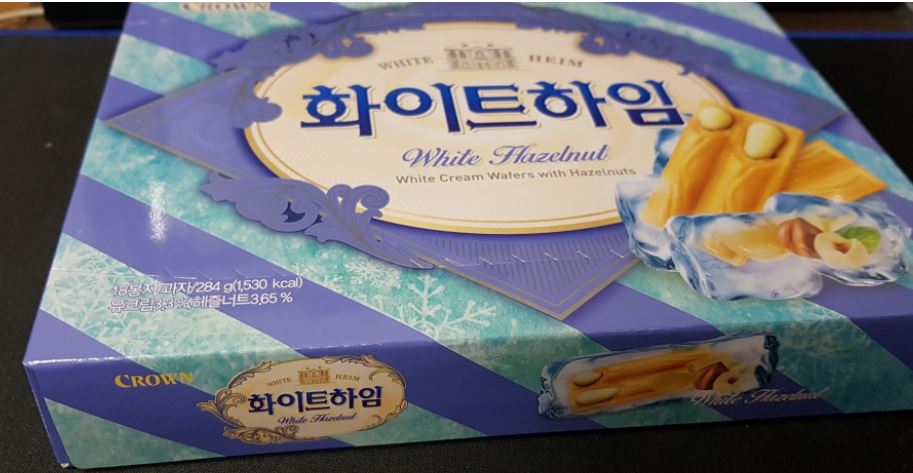 CROWN
WHITE HEIM
화이트하임
White Hazelnut
White Cream Wafers with Hazelnuts
18봉지/과자/284 g(1,530 kcal)
유크림3,3 % 헤즐너트3,65 %
CROWN
WHITE HEIM
화이트하임
White Hazelnut
White Hazelnut